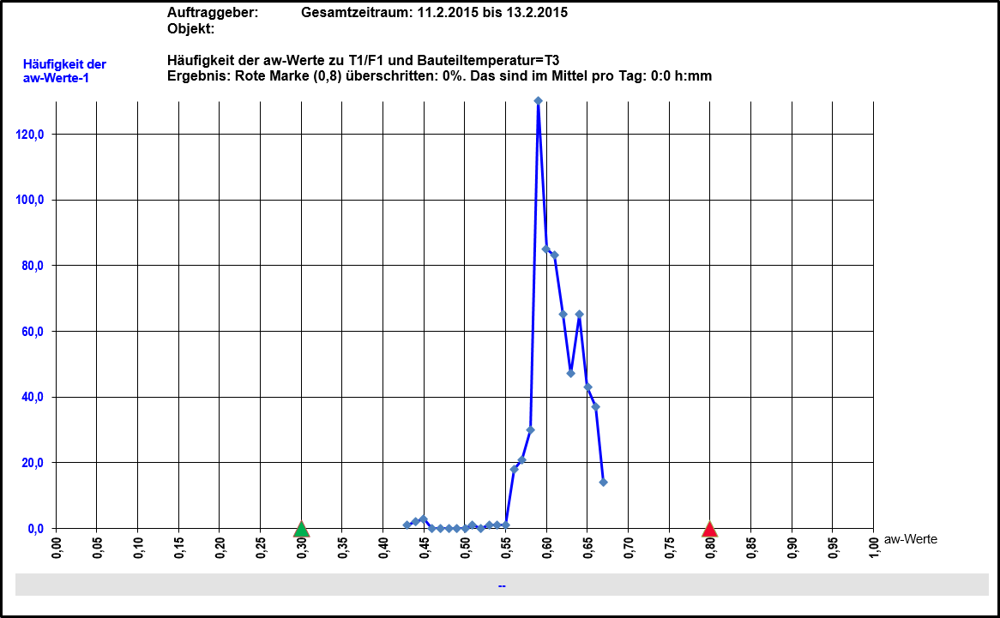 Auftraggeber: Gesamtzeitraum: 11.2.2015 bis 13.2.2015
Objekt:
Häufigkeit der aw-Werte zu T1/F1 und Bauteiltemperatur=T3
Ergebnis: Rote Marke (0,8) überschritten: 0%. Das sind im Mittel pro Tag: 0:0 h:mm
Häufigkeit der
aw-Werte-1
120,0
100,0
80,0
60,0
40,0
20,0
0,0
0,00 0,05 0,10 0,15 0,20 0,25 0,30 0,35 0,40 0,45 0,50 0,55 0,60 0,65 0,70 0,75 0,80 0,85 0,90 0,95 1,00
aw-Werte
--